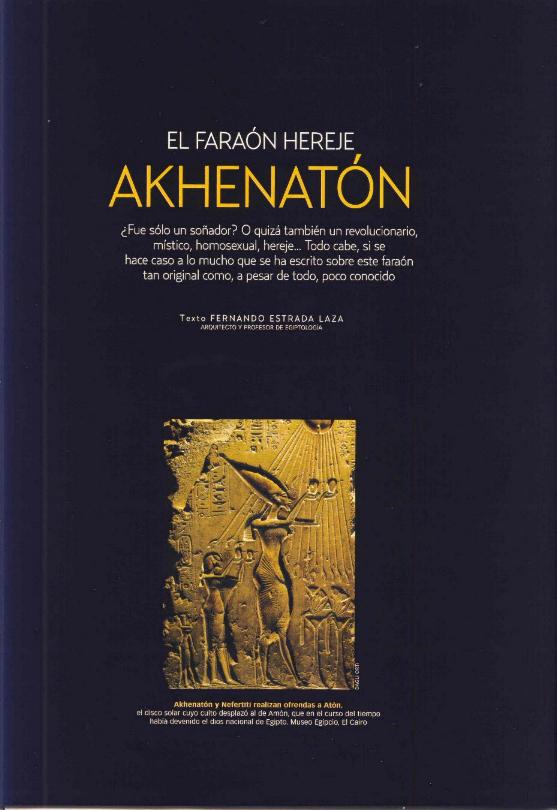 EL FARAÓN HEREJE
AKHENATÓN
¿Fue sólo un soñador? O quizá también un revolucionario,
místico, homosexual, hereje... Todo cabe, si se
hace caso a lo mucho que se ha escrito sobre este faraón
tan original como, a pesar de todo, poco conocido
Texto FERNANDO ESTRADA LAZA
ARQUITECTO Y PROFESOR DE EGIPTOLOGÍA
DAGLI ORTI
Akhenatón y Nefertiti realizan ofrendas a Atón,
el disco solar cuyo culto desplazó al de Amón, que en el curso del tiempo
había devenido el dios nacional de Egipto. Museo Egipcio, El Cairo